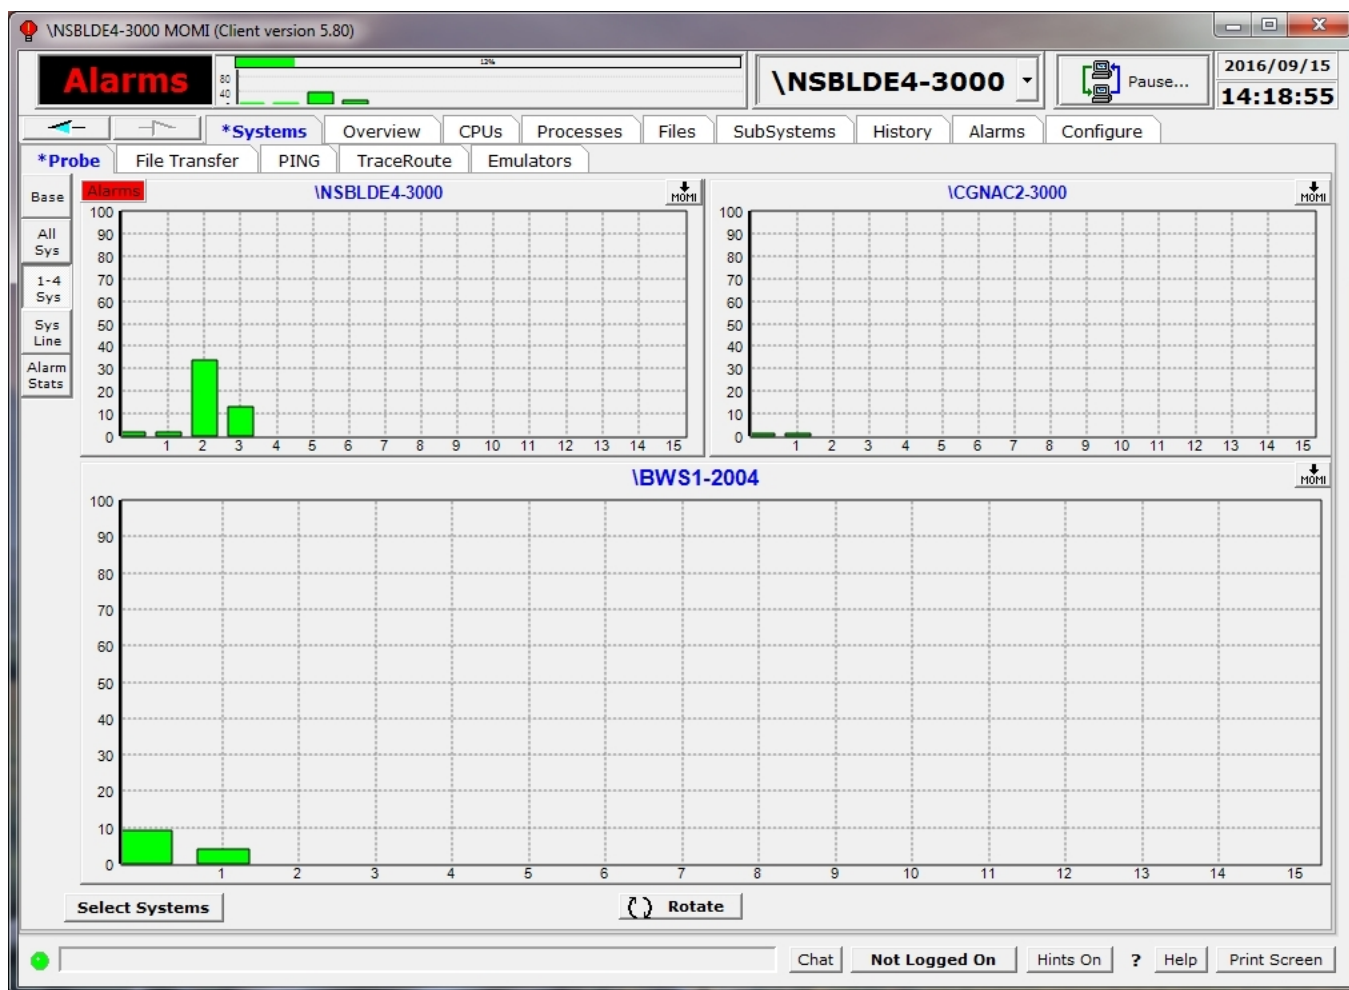 \NSBLDE4-3000 MOMI (Client version 5.80)
Alarms
80
40
12%
\NSBLDE4-3000
Pause...
2016/09/15
14:18:55
*Systems Overview CPUs Processes Files SubSystems History Alarms Configure
*Probe File Transfer PING TraceRoute Emulators
Base
All
Sys
1-4
Sys
Sys
Line
Alarm
Stats
Alarms \NSBLDE4-3000 MOMI
100
90
80
70
60
50
40
30
20
10
0
1 2 3 4 5 6 7 8 9 10 11 12 13 14 15
\CGNAC2-3000 MOMI
100
90
80
70
60
50
40
30
20
10
0
1 2 3 4 5 6 7 8 9 10 11 12 13 14 15
\BWS1-2004 MOMI
100
90
80
70
60
50
40
30
20
10
0
1 2 3 4 5 6 7 8 9 10 11 12 13 14 15
Select Systems Rotate
Chat Not Logged On Hints On ? Help Print Screen